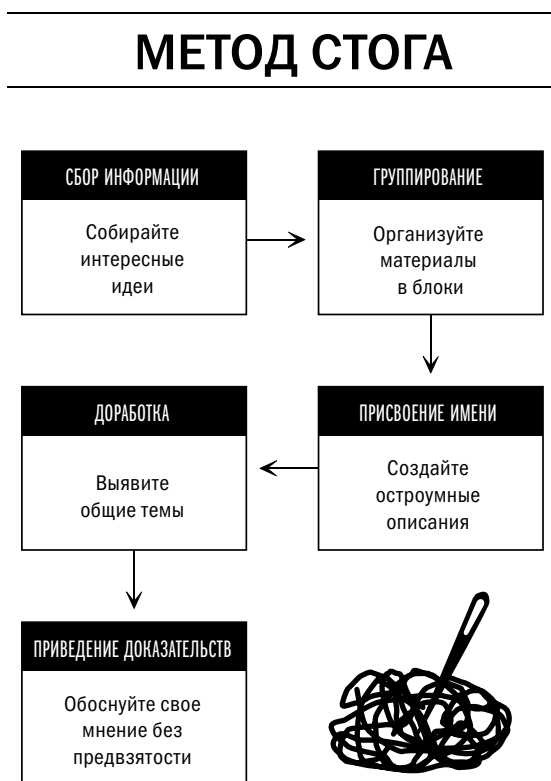 МЕТОД СТОГА
СБОР ИНФОРМАЦИИ
Собирайте
интересные
идеи
ГРУППИРОВАНИЕ
Организуйте
материалы
в блоки
ПРИСВОЕНИЕ ИМЕНИ
Создайте
остроумные
описания
ДОРАБОТКА
Выявите
общие темы
ПРИВЕДЕНИЕ ДОКАЗАТЕЛЬСТВ
Обоснуйте свое
мнение без
предвзятости